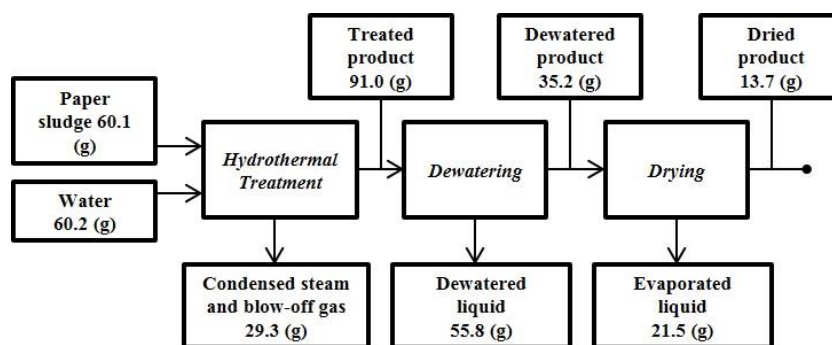 Treated
product
91.0 (g)
Dewatered
product
35.2 (g)
Dried
product
13.7 (g)
Paper
sludge 60.1
(g)
Water
60.2 (g)
Hydrothermal
Treatment
Dewatering
Drying
Condensed steam
and blow-off gas
29.3 (g)
Dewatered
liquid
55.8 (g)
Evaporated
liquid
21.5 (g)